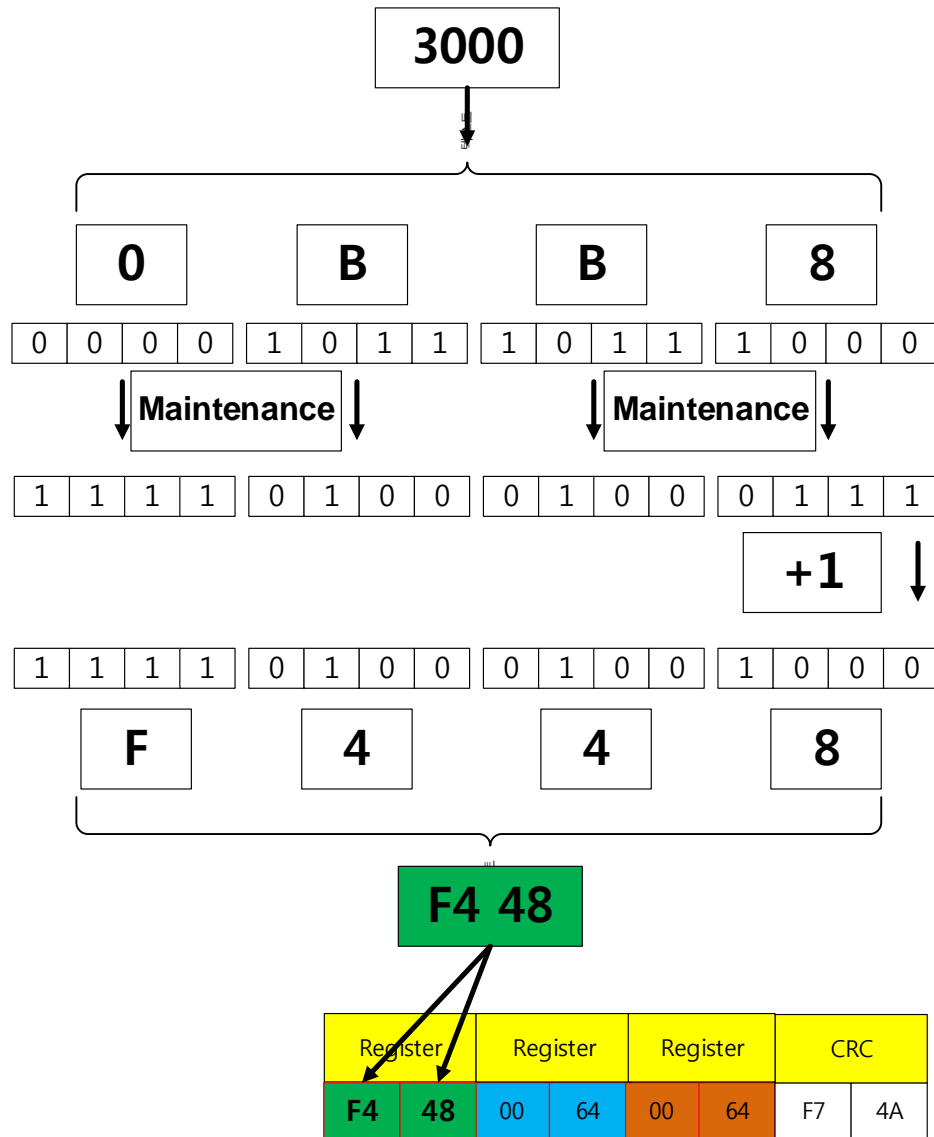 3000
0 B B 8
0 0 0 0 1 0 1 1 1 0 1 1 1 0 0 0
Maintenance Maintenance
1 1 1 1 0 1 0 0 0 1 0 0 0 1 1 1
+1
1 1 1 1 0 1 0 0 0 1 0 0 1 0 0 0
F 4 4 8
F4 48
Register Register Register CRC
F4 48 00 64 00 64 F7 4A